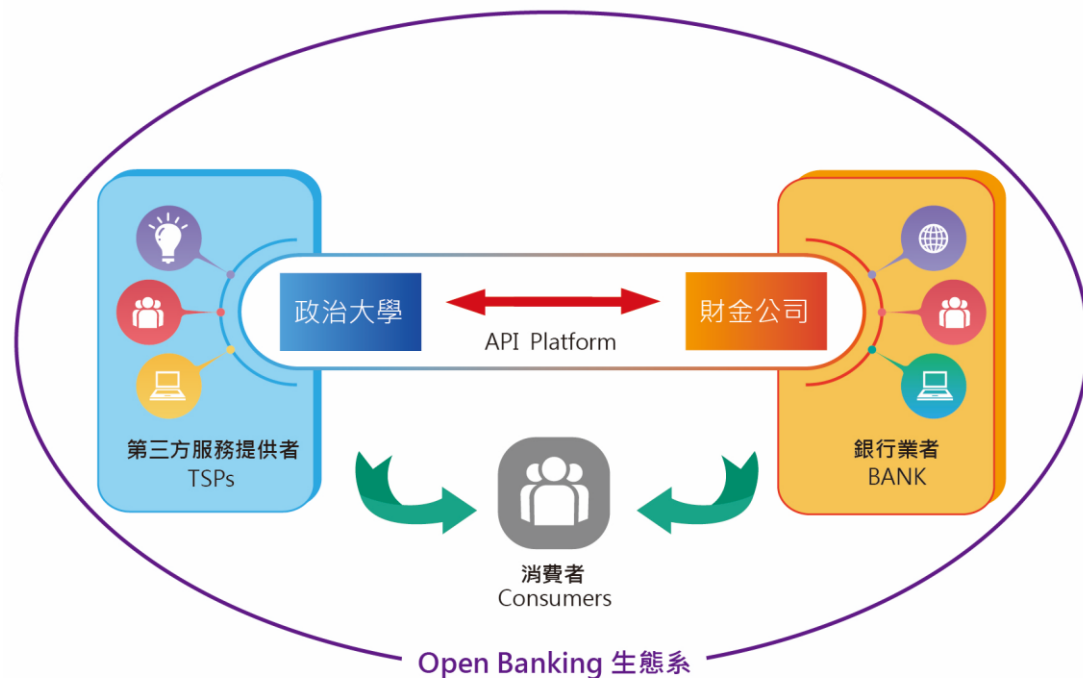 政治大學
財金公司
API Platform
第三方服務提供者
TSPs
銀行業者
BANK
消費者
Consumers
Open Banking 生態系